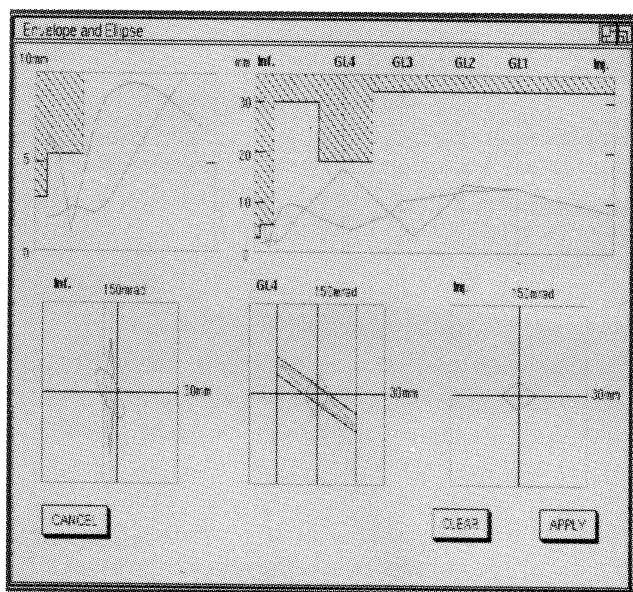 Envelope and Ellipse
10mm
mm Inf. GL4 GL3 GL2 GL1 Inj.
30
5
20
10
0
0
Inf. 150mrad
GL4 150mrad
Inj. 150mrad
30mm
30mm
30mm
CANCEL
CLEAR
APPLY